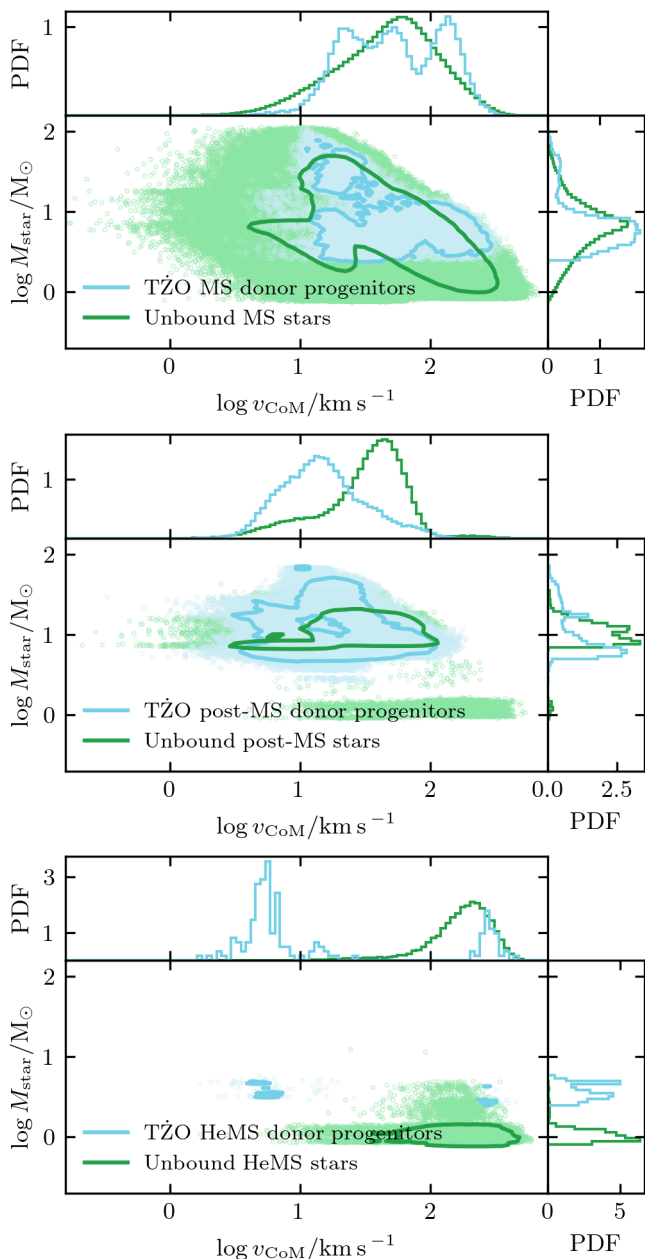 1
PDF
2
1
0
log M_star/M_⊙
TŻO MS donor progenitors
Unbound MS stars
0 1 2
0 1
log v_CoM/km s^−1
PDF
1
PDF
2
1
0
log M_star/M_⊙
TŻO post-MS donor progenitors
Unbound post-MS stars
0 1 2
0.0 2.5
log v_CoM/km s^−1
PDF
3
1
PDF
2
1
0
log M_star/M_⊙
TŻO HeMS donor progenitors
Unbound HeMS stars
0 1 2
0 5
log v_CoM/km s^−1
PDF